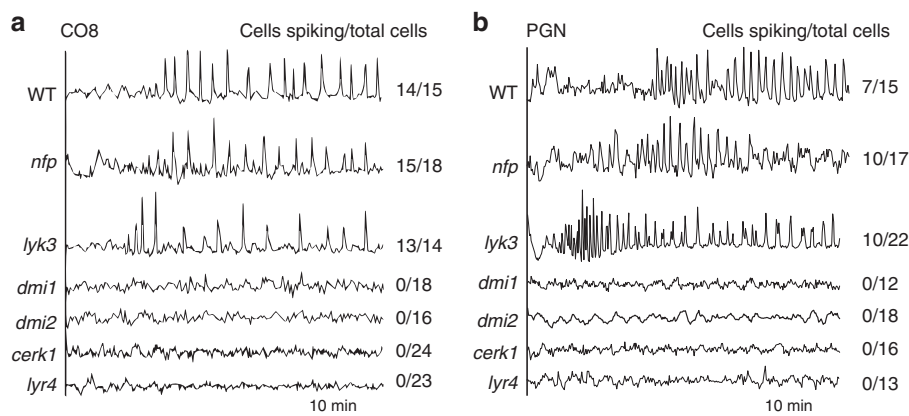 a CO8 Cells spiking/total cells
WT 14/15
nfp 15/18
lyk3 13/14
dmi1 0/18
dmi2 0/16
cerk1 0/24
lyr4 0/23
10 min
b PGN Cells spiking/total cells
WT 7/15
nfp 10/17
lyk3 10/22
dmi1 0/12
dmi2 0/18
cerk1 0/16
lyr4 0/13
10 min